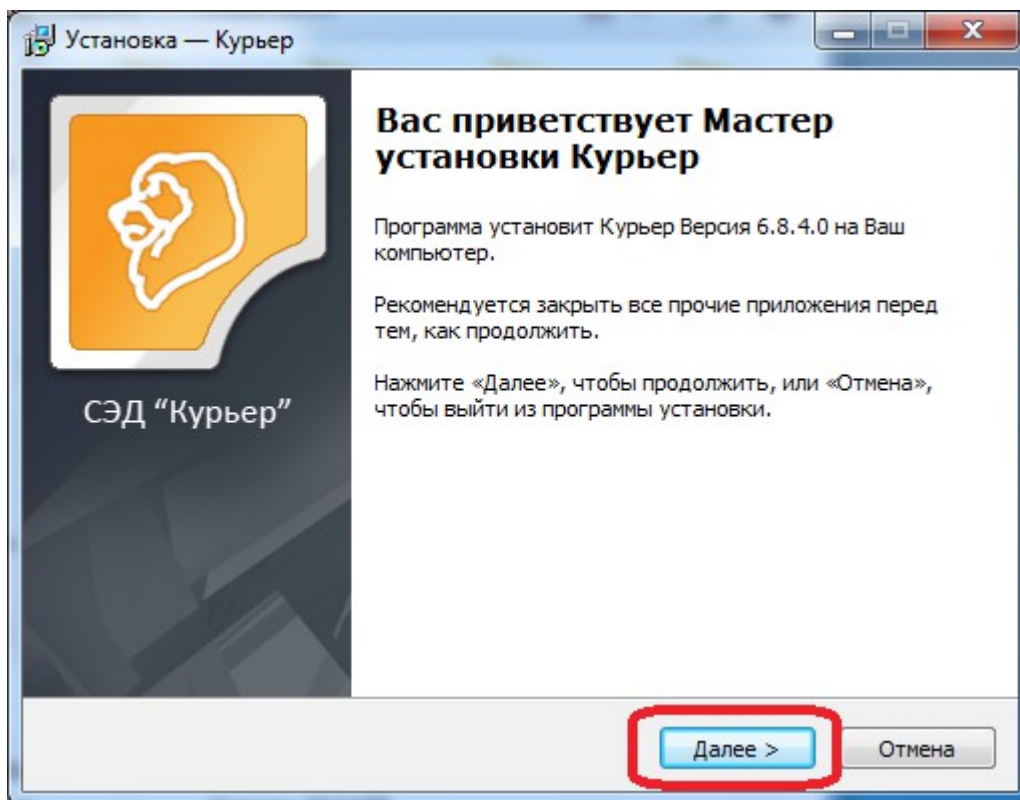 Установка — Курьер
Вас приветствует Мастер
установки Курьер
Программа установит Курьер Версия 6.8.4.0 на Ваш
компьютер.
Рекомендуется закрыть все прочие приложения перед
тем, как продолжить.
Нажмите «Далее», чтобы продолжить, или «Отмена»,
чтобы выйти из программы установки.
СЭД “Курьер”
Далее >
Отмена